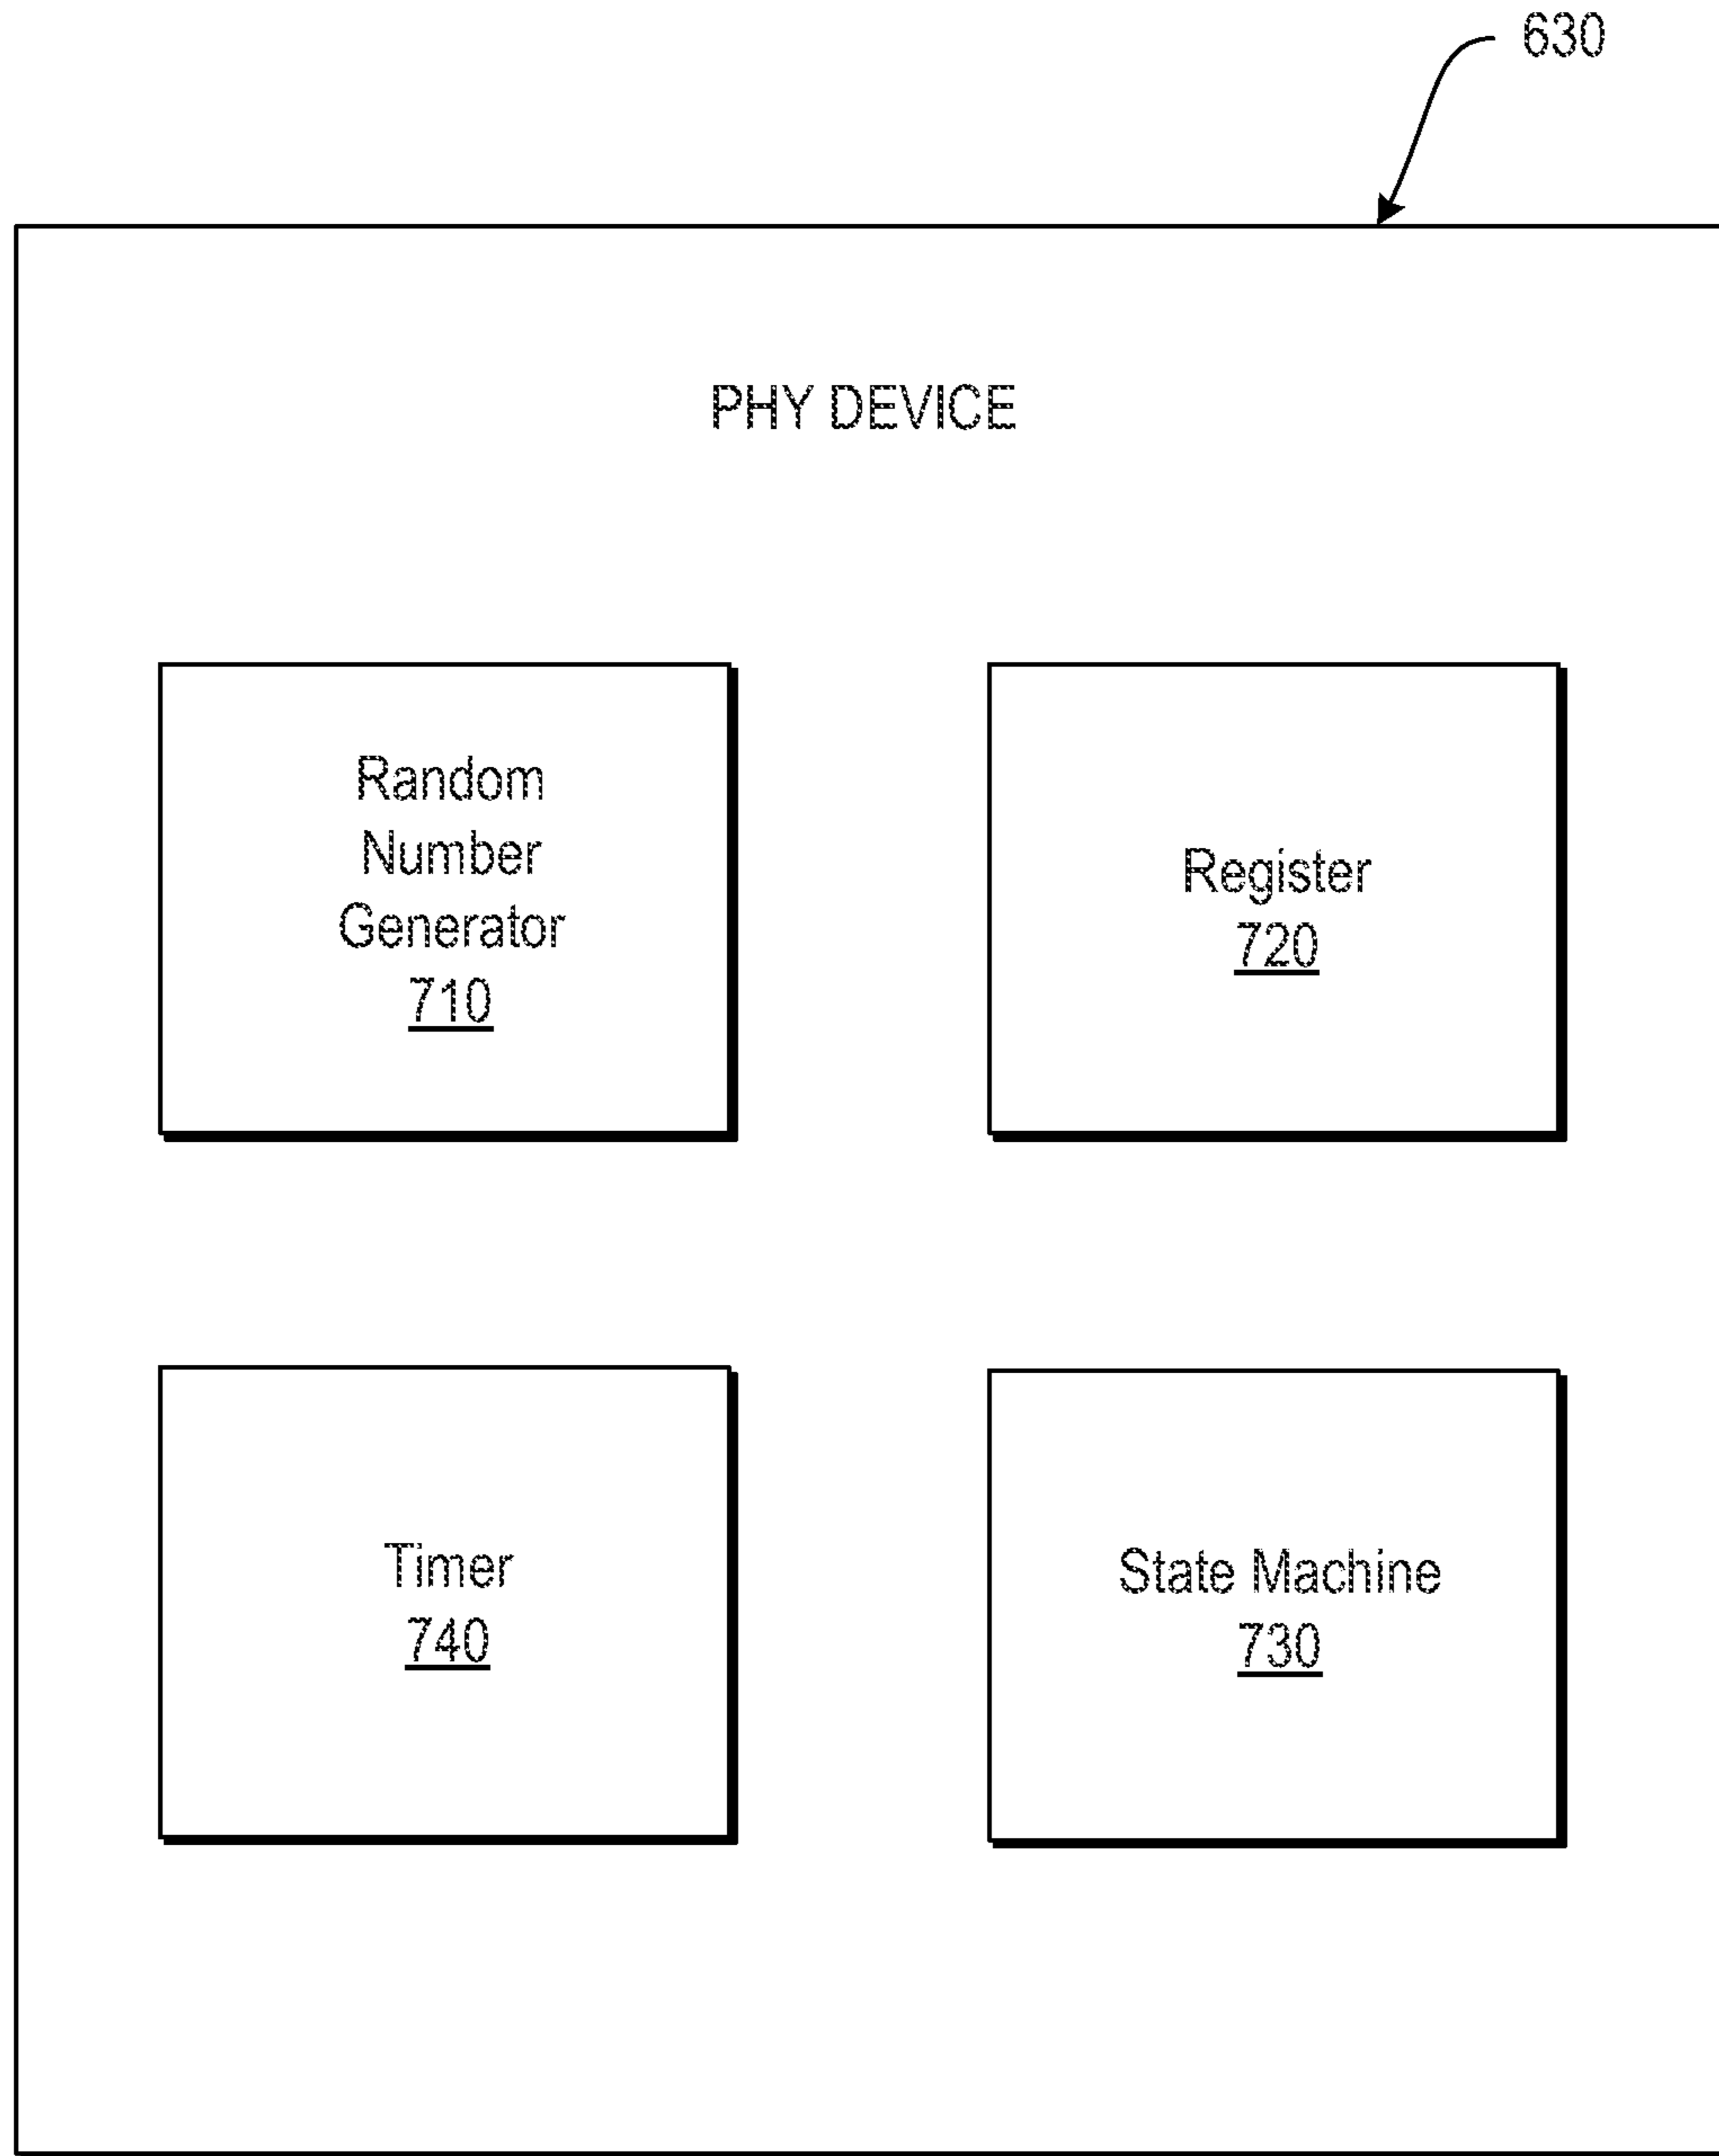 630
PHY DEVICE
Random
Number
Generator
710
Register
720
Timer
740
State Machine
730